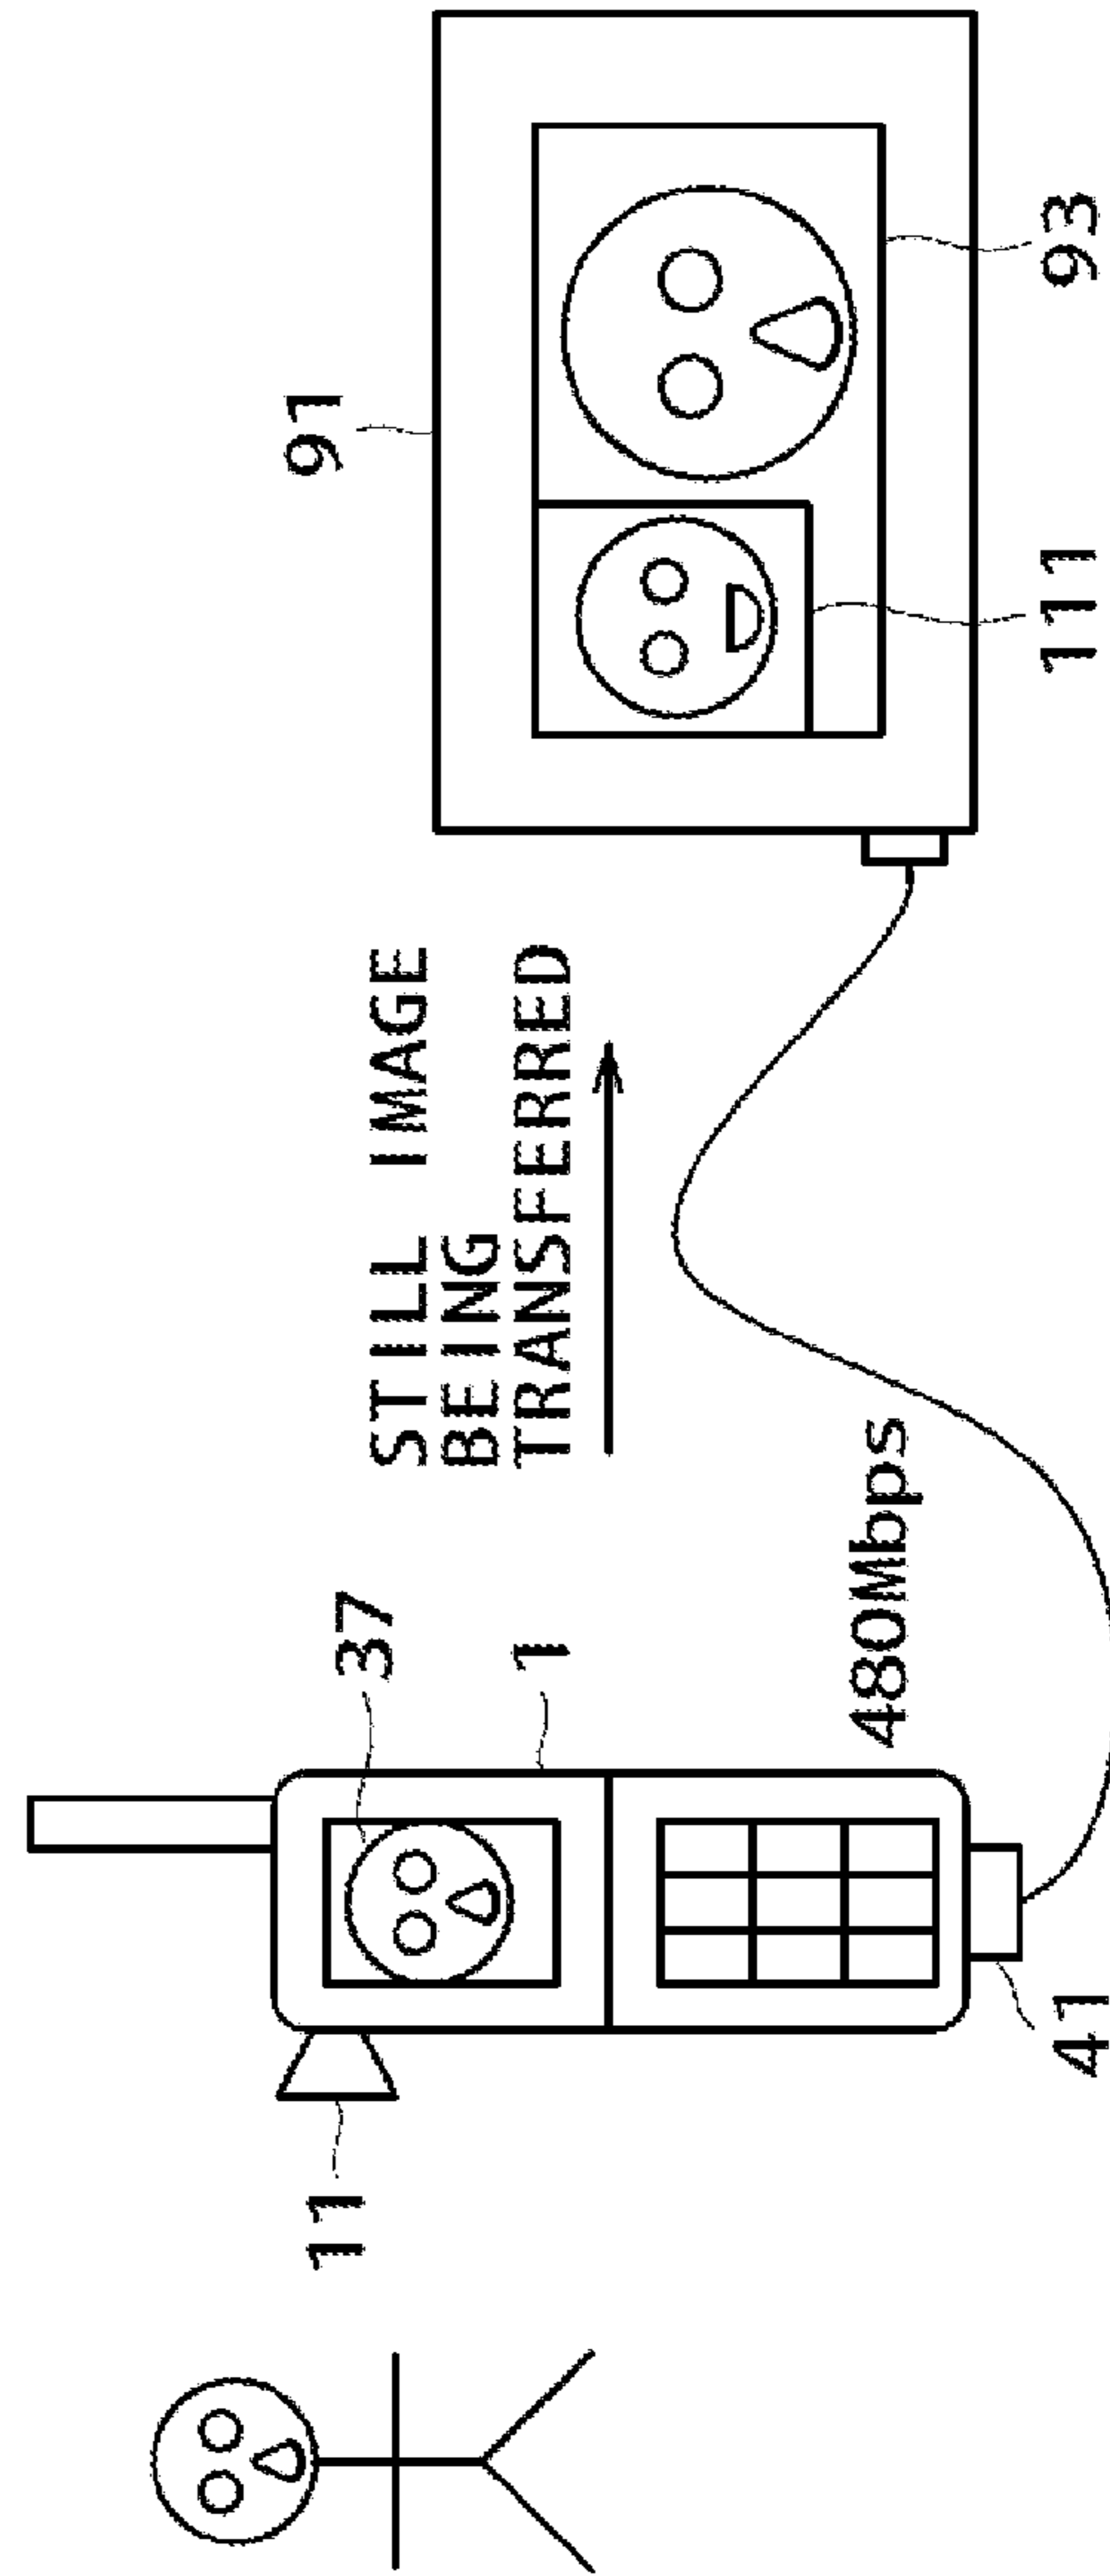 91
STILL IMAGE
BEING
TRANSFERRED
37
1
11
480Mbps
41
111
93